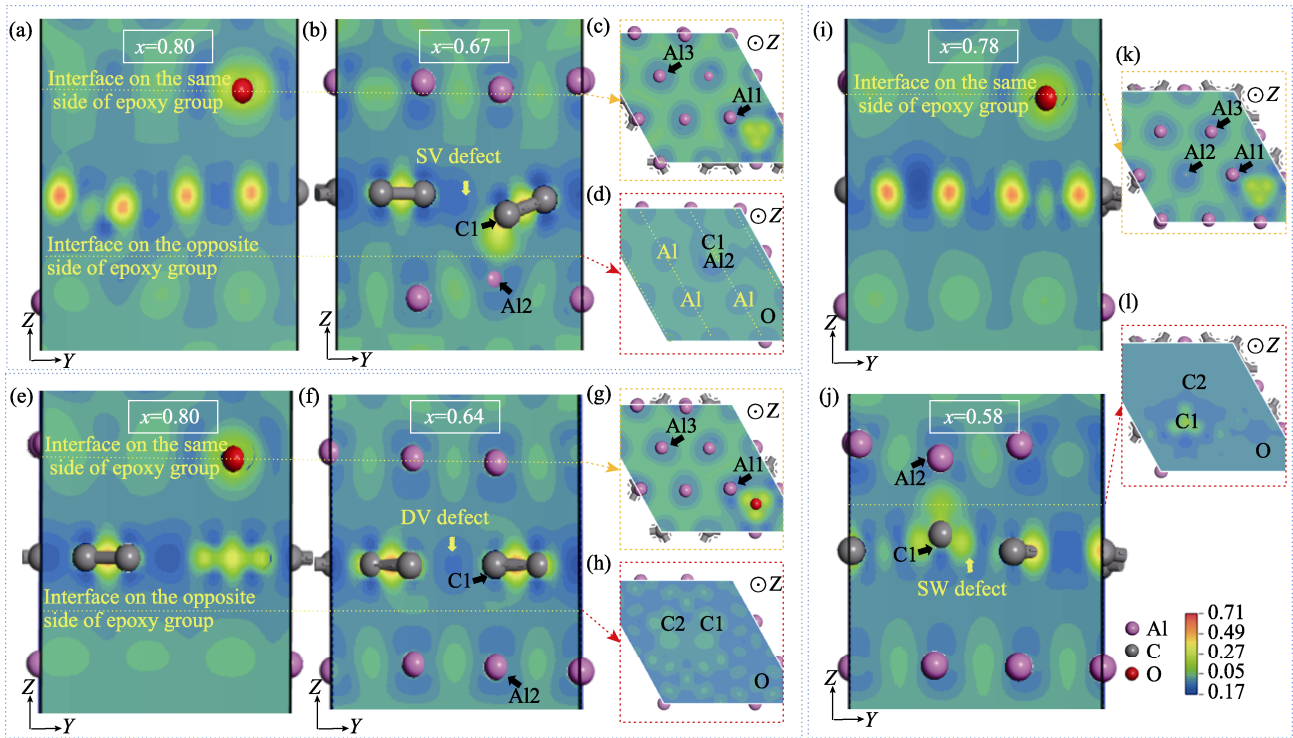 (a)
x=0.80
Interface on the same
side of epoxy group
Interface on the opposite
side of epoxy group
Z
Y
(b)
x=0.67
SV defect
C1
Al2
Z
Y
(c)
Z
Al3
Al1
(d)
Z
Al
C1
Al2
Al
Al
O
(e)
x=0.80
Interface on the same
side of epoxy group
Interface on the opposite
side of epoxy group
Z
Y
(f)
x=0.64
DV defect
C1
Al2
Z
Y
(g)
Z
Al3
Al1
(h)
Z
C2 C1
O
(i)
x=0.78
Interface on the same
side of epoxy group
Z
Y
(j)
x=0.58
Al2
C1
SW defect
Z
Y
(k)
Z
Al3
Al2 Al1
(l)
Z
C2
C1
O
Al
C
O
0.71
0.49
0.27
0.05
0.17